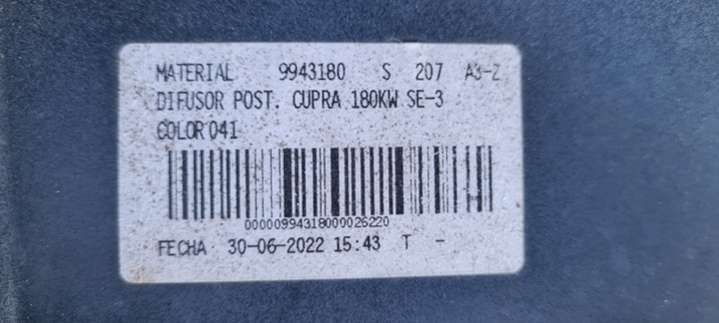 MATERIAL 9943180 S 207 A3-Z
DIFUSOR POST. CUPRA 180KW SE-3
COLOR 041
00000994318000026220
FECHA 30-06-2022 15:43 T -